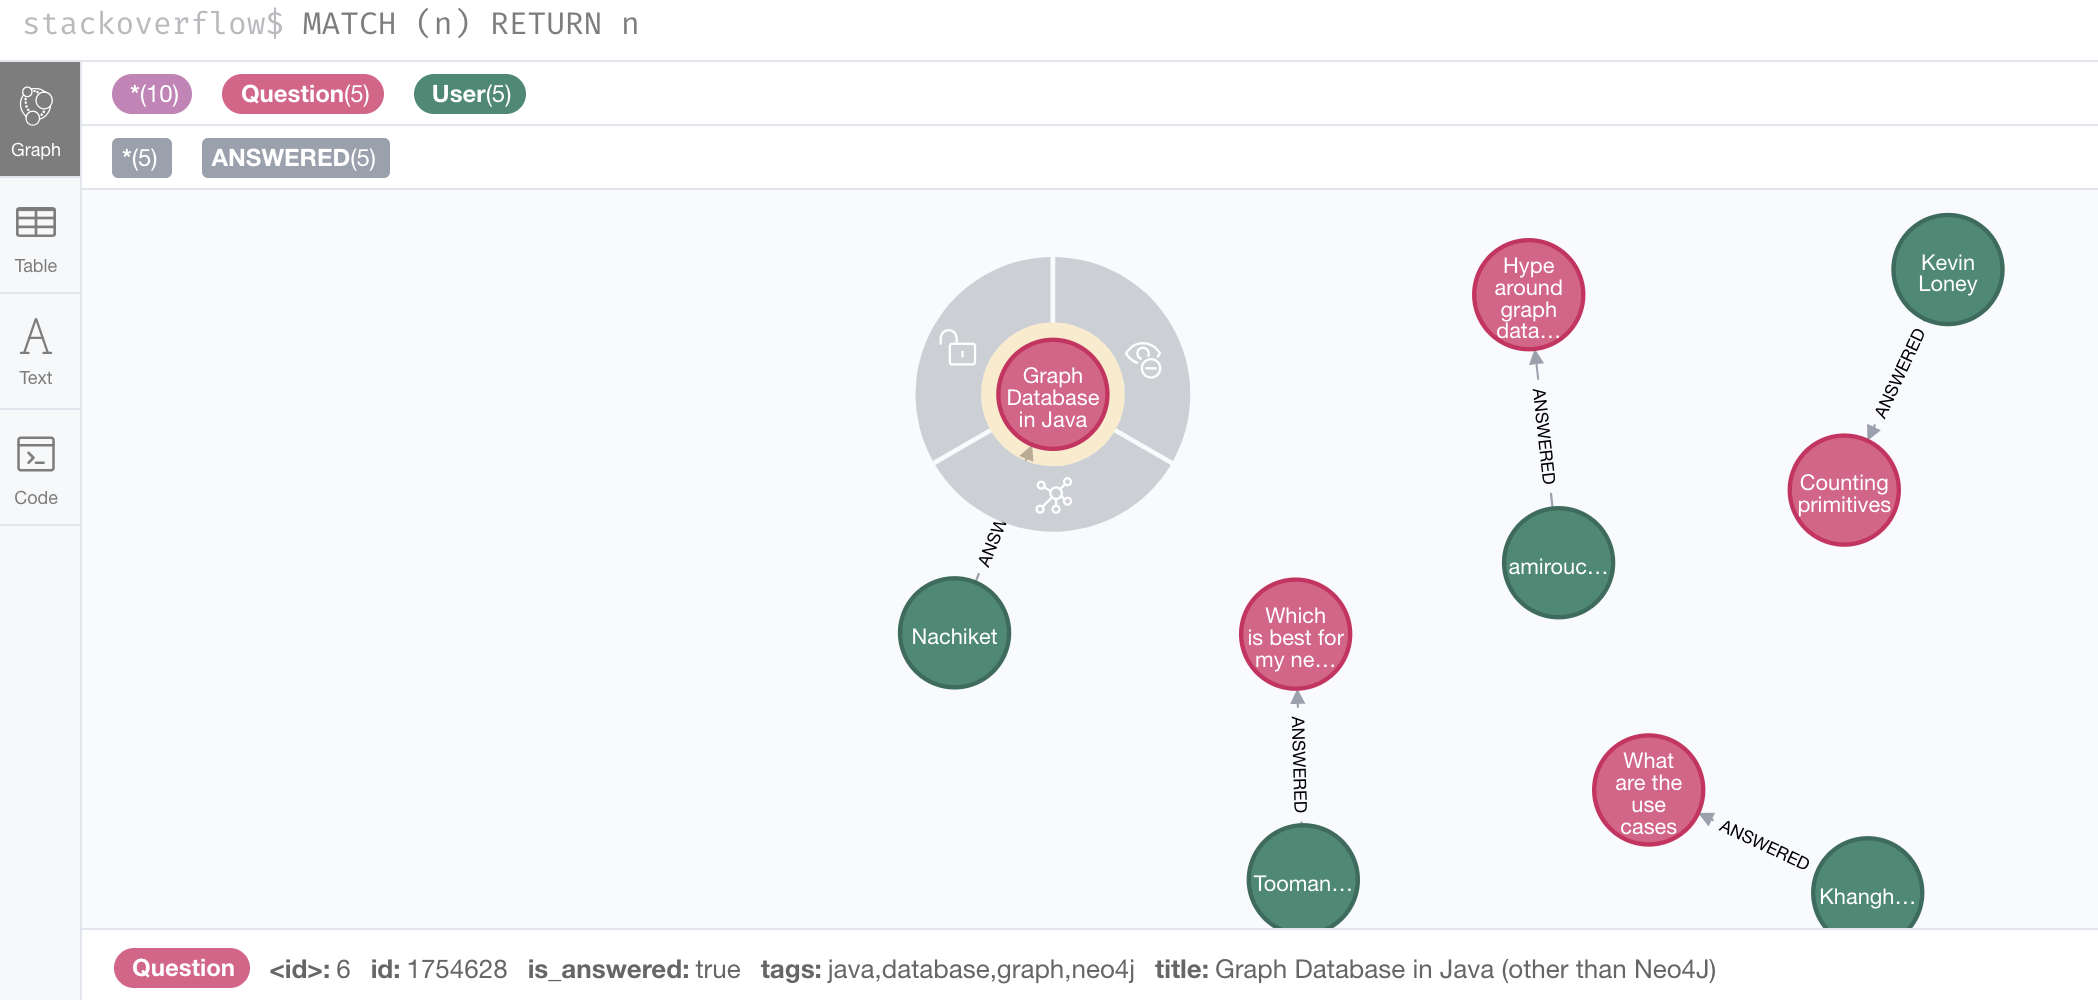 stackoverflow$ MATCH (n) RETURN n
*(10) Question(5) User(5)
*(5) ANSWERED(5)
Graph
Table
Text
Code
Graph
Database
in Java
ANSW
Nachiket
Hype
around
graph
data...
ANSWERED
amirouc...
Kevin
Loney
ANSWERED
Counting
primitives
Which
is best for
my ne...
ANSWERED
Tooman...
What
are the
use
cases
ANSWERED
Khangh...
Question <id>: 6 id: 1754628 is_answered: true tags: java,database,graph,neo4j title: Graph Database in Java (other than Neo4J)